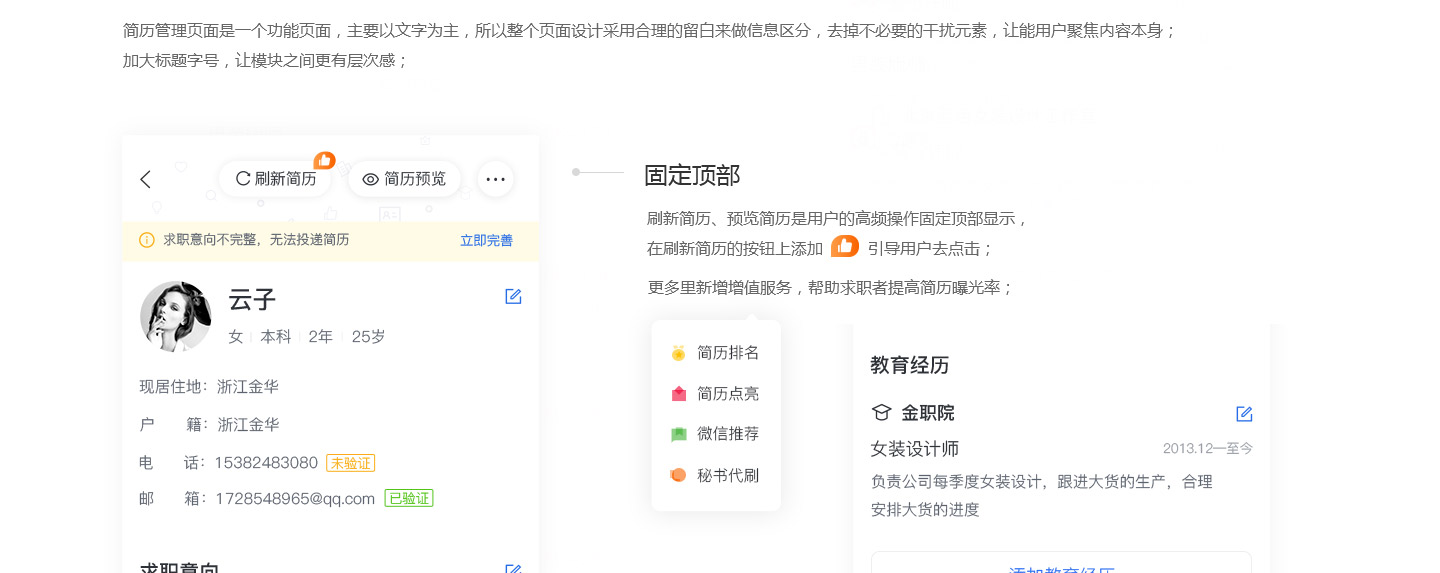 简历管理页面是一个功能页面，主要以文字为主，所以整个页面设计采用合理的留白来做信息区分，去掉不必要的干扰元素，让能用户聚焦内容本身；
加大标题字号，让模块之间更有层次感；
刷新简历
简历预览
求职意向不完整，无法投递简历
立即完善
云子
女 本科 2年 25岁
现居住地：浙江金华
户 籍：浙江金华
电 话：15382483080 未验证
邮 箱：1728548965@qq.com 已验证
求职意向
固定顶部
刷新简历、预览简历是用户的高频操作固定顶部显示，
在刷新简历的按钮上添加 引导用户去点击；
更多里新增增值服务，帮助求职者提高简历曝光率；
简历排名
简历点亮
微信推荐
秘书代刷
教育经历
金职院
女装设计师 2013.12—至今
负责公司每季度女装设计，跟进大货的生产，合理
安排大货的进度
添加教育经历